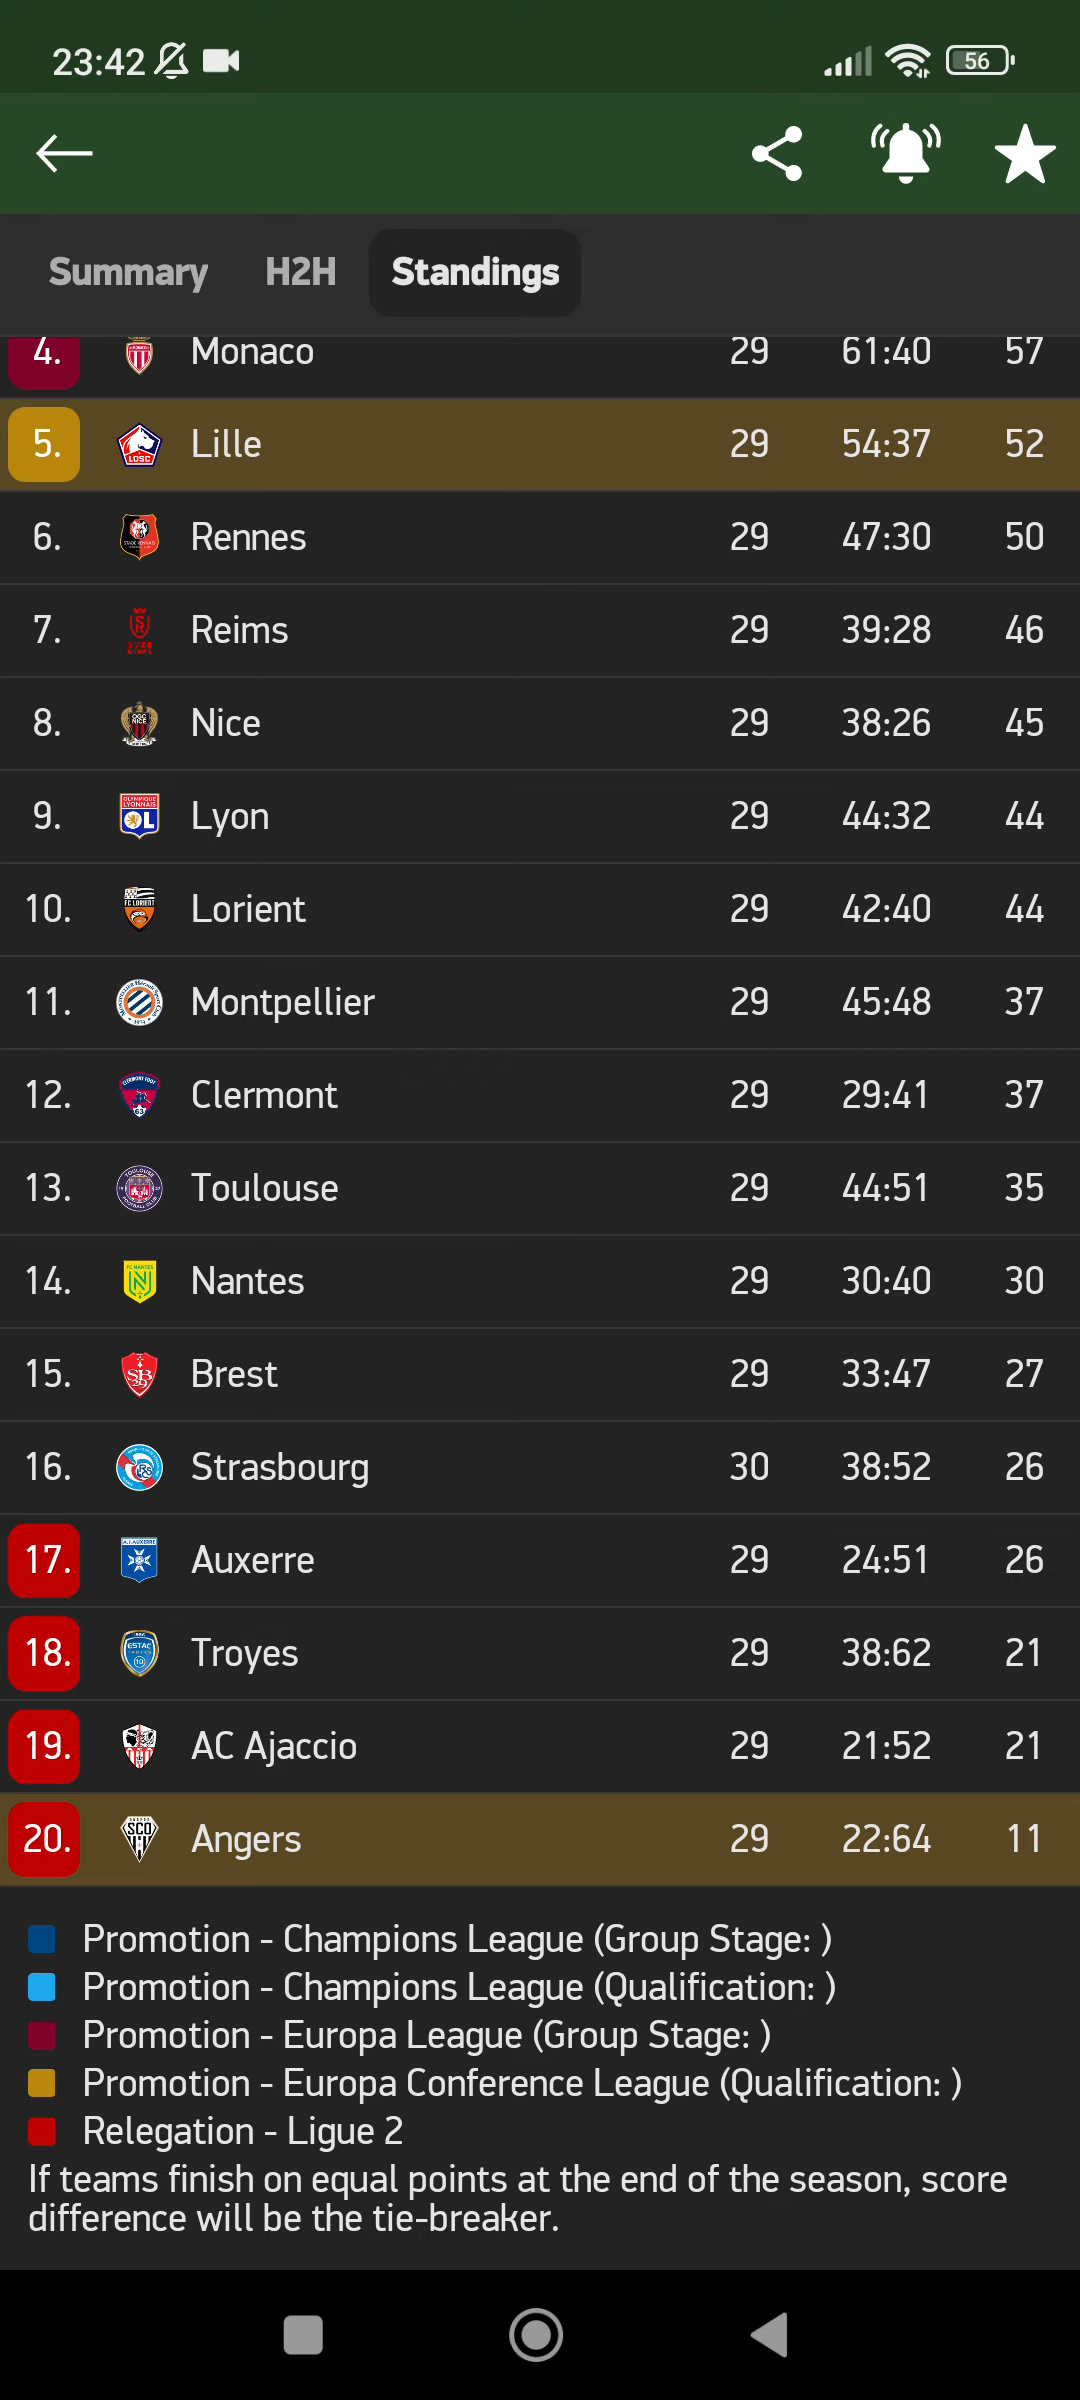 23:42 56
Summary H2H Standings
4. Monaco 29 61:40 57
5. Lille 29 54:37 52
6. Rennes 29 47:30 50
7. Reims 29 39:28 46
8. Nice 29 38:26 45
9. Lyon 29 44:32 44
10. Lorient 29 42:40 44
11. Montpellier 29 45:48 37
12. Clermont 29 29:41 37
13. Toulouse 29 44:51 35
14. Nantes 29 30:40 30
15. Brest 29 33:47 27
16. Strasbourg 30 38:52 26
17. Auxerre 29 24:51 26
18. Troyes 29 38:62 21
19. AC Ajaccio 29 21:52 21
20. Angers 29 22:64 11
Promotion - Champions League (Group Stage: )
Promotion - Champions League (Qualification: )
Promotion - Europa League (Group Stage: )
Promotion - Europa Conference League (Qualification: )
Relegation - Ligue 2
If teams finish on equal points at the end of the season, score
difference will be the tie-breaker.